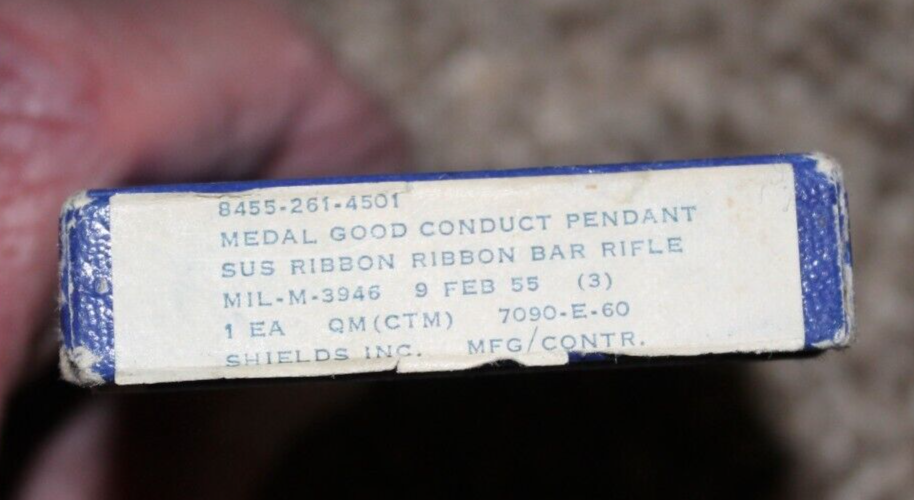 8455-261-4501
MEDAL GOOD CONDUCT PENDANT
SUS RIBBON RIBBON BAR RIFLE
MIL-M-3946 9 FEB 55 (3)
1 EA QM(CTM) 7090-E-60
SHIELDS INC. MFG/CONTR.